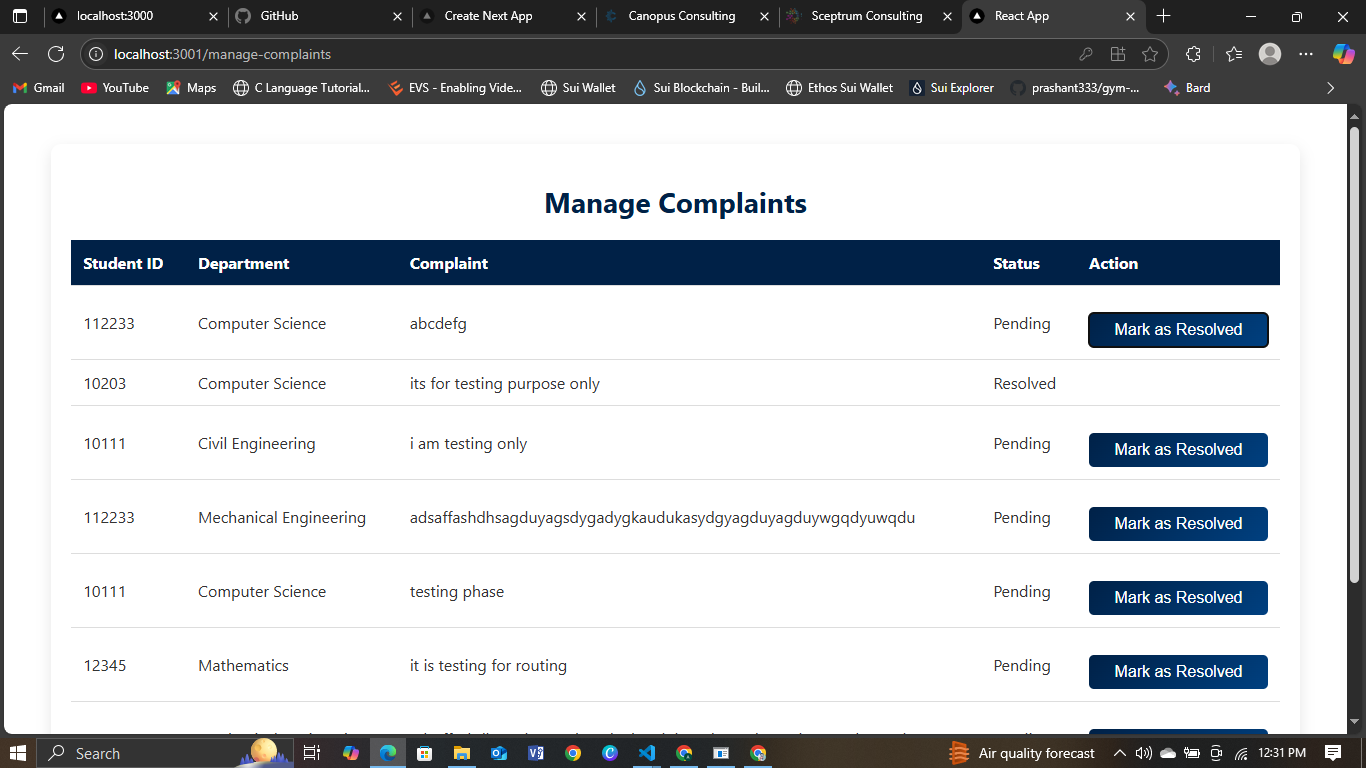 localhost:3000 GitHub Create Next App Canopus Consulting Sceptrum Consulting React App
localhost:3001/manage-complaints
Gmail YouTube Maps C Language Tutorial... EVS - Enabling Vide... Sui Wallet Sui Blockchain - Buil... Ethos Sui Wallet Sui Explorer prashant333/gym-... Bard
Manage Complaints
Student ID Department Complaint Status Action
112233 Computer Science abcdefg Pending Mark as Resolved
10203 Computer Science its for testing purpose only Resolved
10111 Civil Engineering i am testing only Pending Mark as Resolved
112233 Mechanical Engineering adsaffashdhsagduyagsdygadygkaudukasydgyagduyagduywgqdyuwqdu Pending Mark as Resolved
10111 Computer Science testing phase Pending Mark as Resolved
12345 Mathematics it is testing for routing Pending Mark as Resolved
Search Air quality forecast 12:31 PM